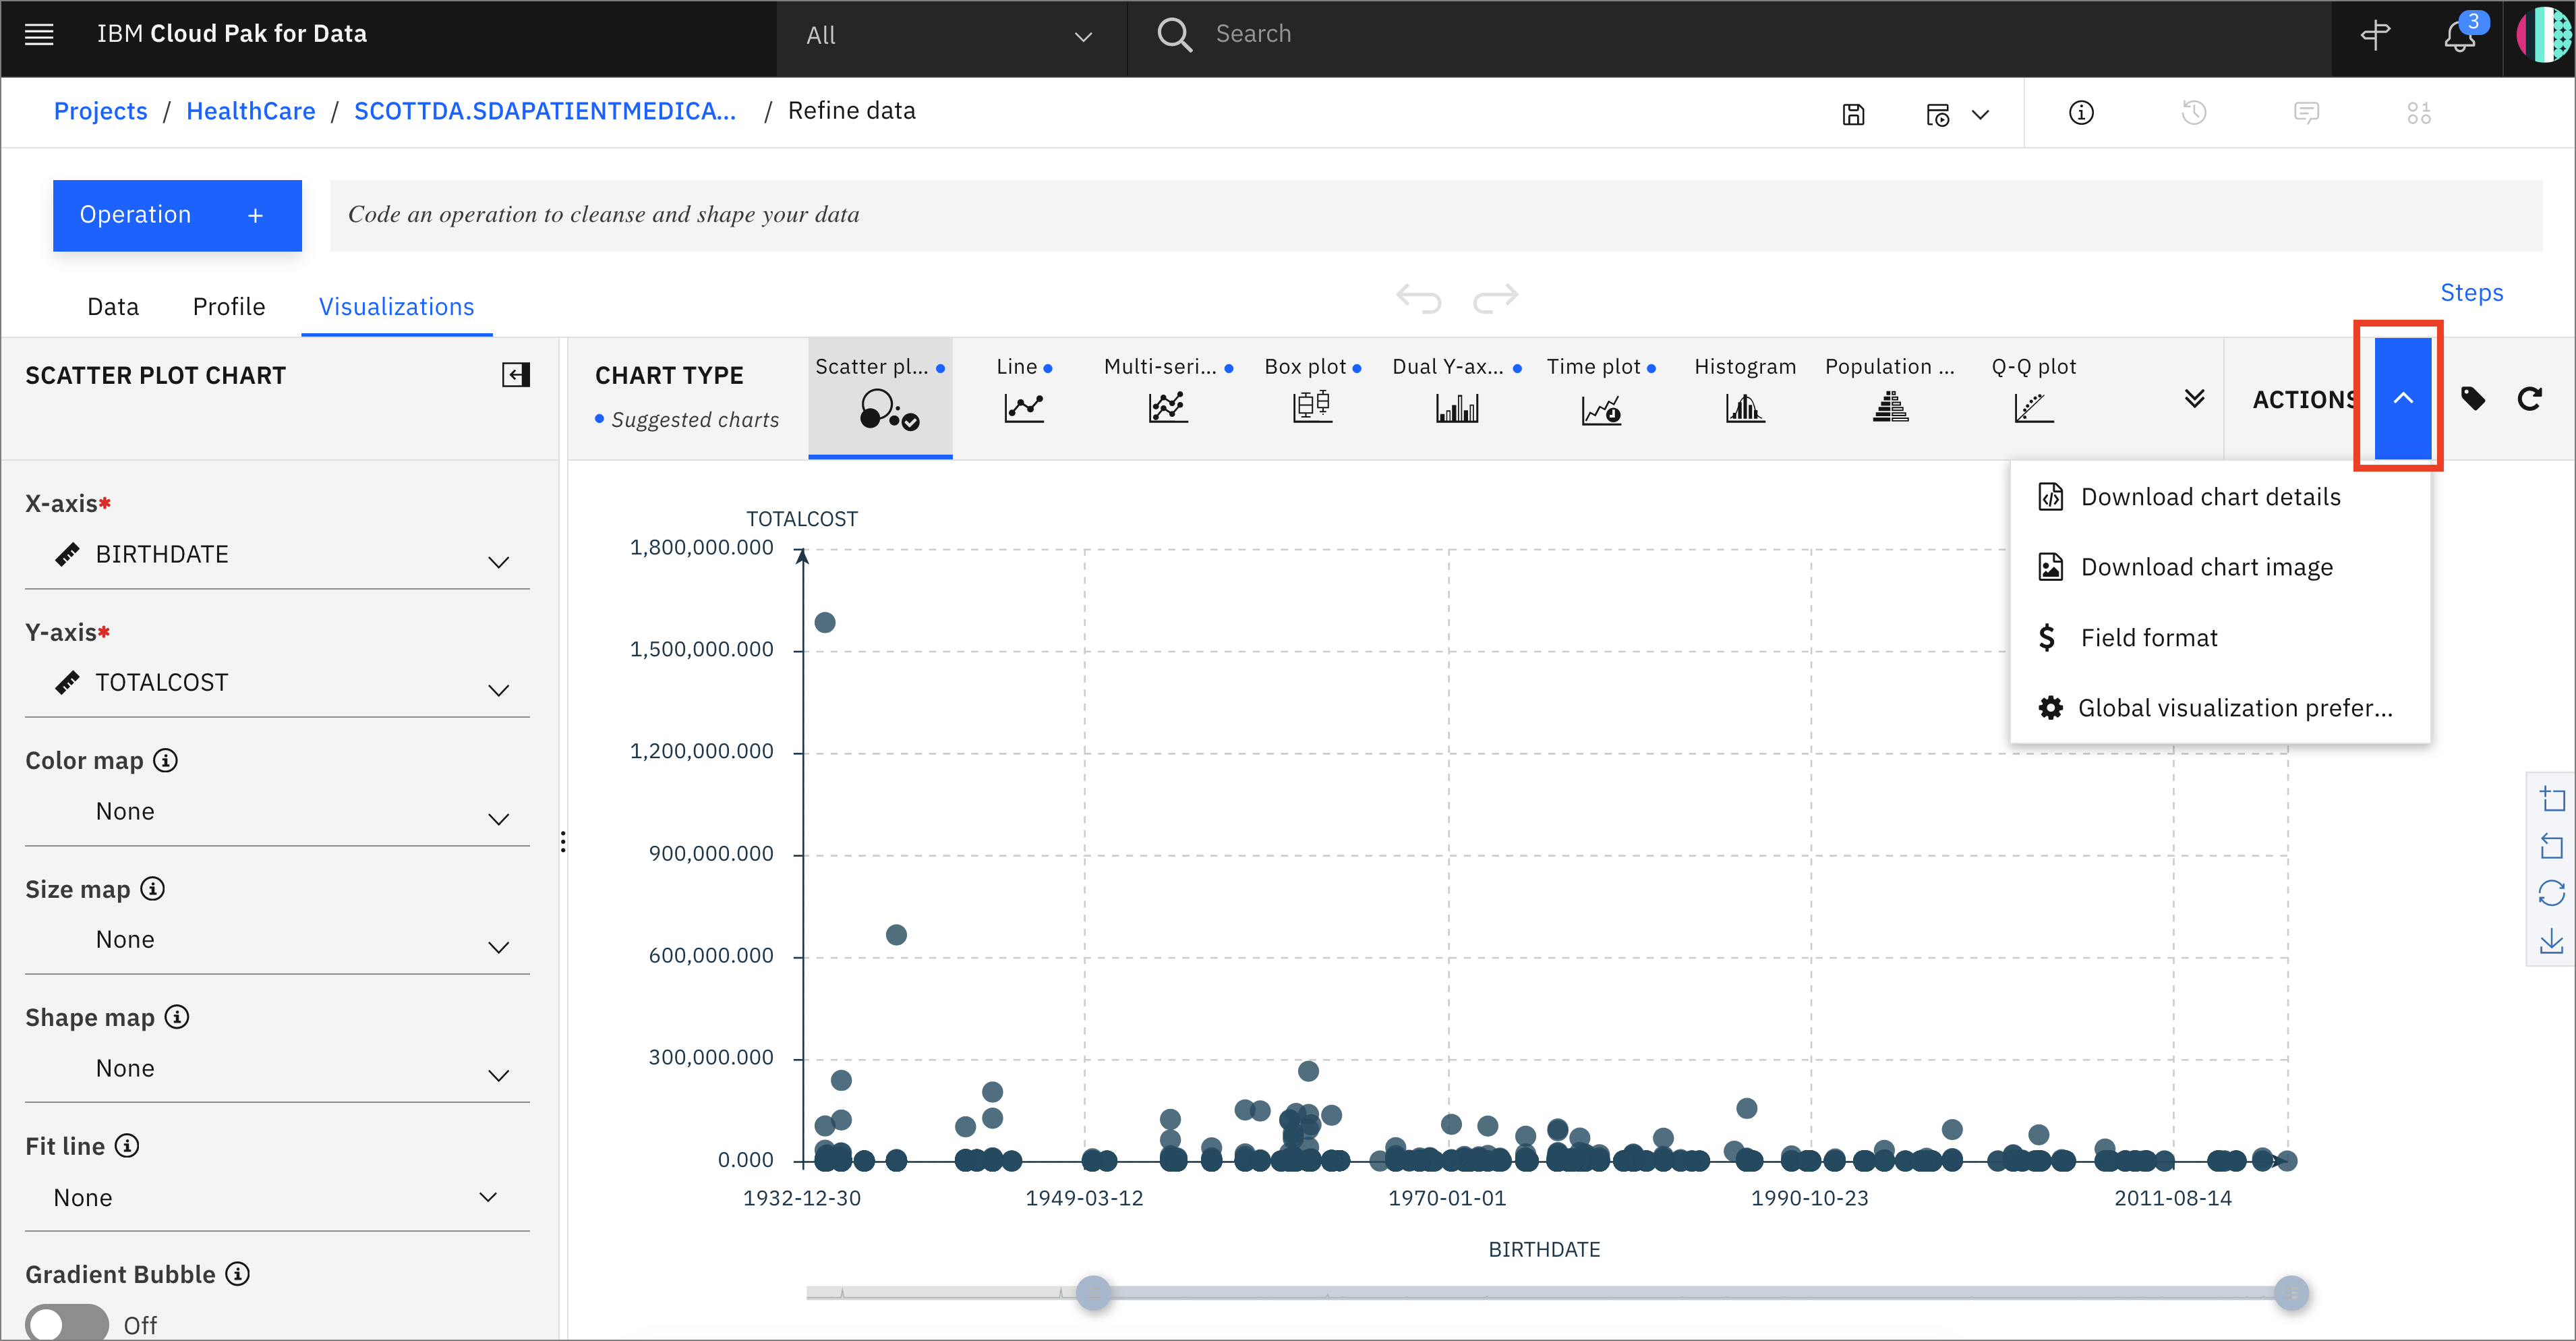 IBM Cloud Pak for Data
All
Search
3
Projects / HealthCare / SCOTTDA.SDAPATIENTMEDICA... / Refine data
Operation +
Code an operation to cleanse and shape your data
Data Profile Visualizations
Steps
SCATTER PLOT CHART
CHART TYPE
Suggested charts
Scatter pl... Line Multi-seri... Box plot Dual Y-ax... Time plot Histogram Population ... Q-Q plot
ACTIONS
Download chart details
Download chart image
Field format
Global visualization prefer...
X-axis*
BIRTHDATE
Y-axis*
TOTALCOST
Color map
None
Size map
None
Shape map
None
Fit line
None
Gradient Bubble
Off
TOTALCOST
1,800,000.000
1,500,000.000
1,200,000.000
900,000.000
600,000.000
300,000.000
0.000
1932-12-30 1949-03-12 1970-01-01 1990-10-23 2011-08-14
BIRTHDATE